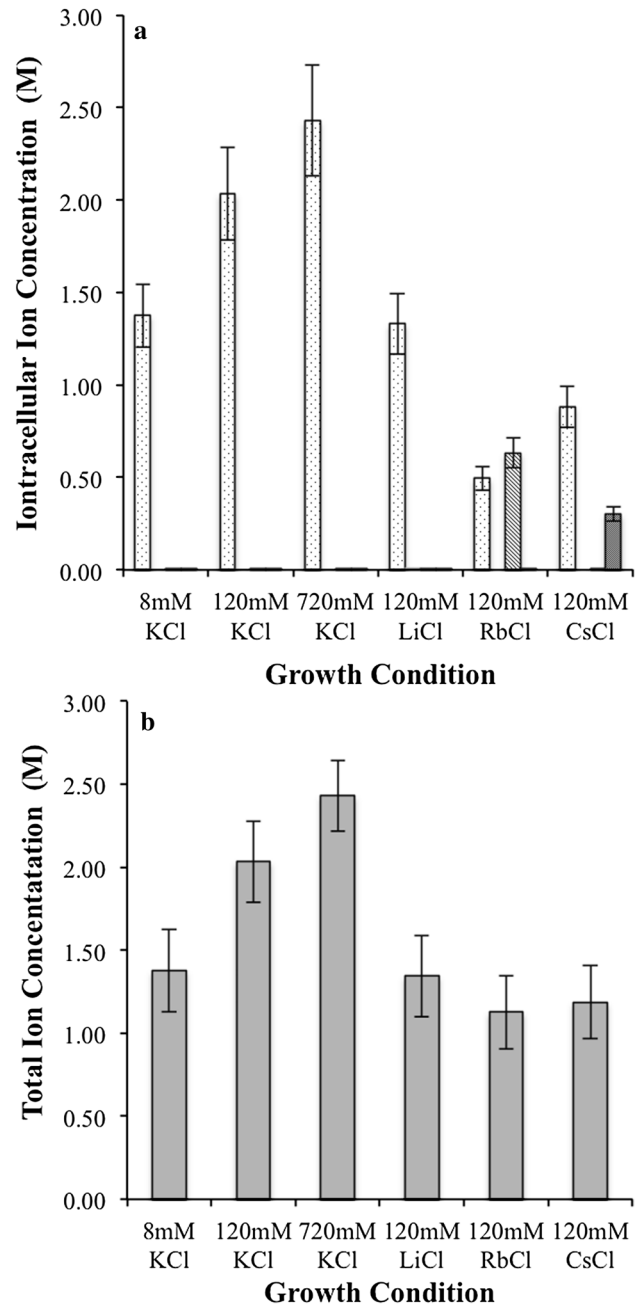 a
Iontracellular Ion Concentration (M)
3.00
2.50
2.00
1.50
1.00
0.50
0.00
8mM 120mM 720mM 120mM 120mM 120mM
KCl KCl KCl LiCl RbCl CsCl
Growth Condition
b
Total Ion Concentatation (M)
3.00
2.50
2.00
1.50
1.00
0.50
0.00
8mM 120mM 720mM 120mM 120mM 120mM
KCl KCl KCl LiCl RbCl CsCl
Growth Condition